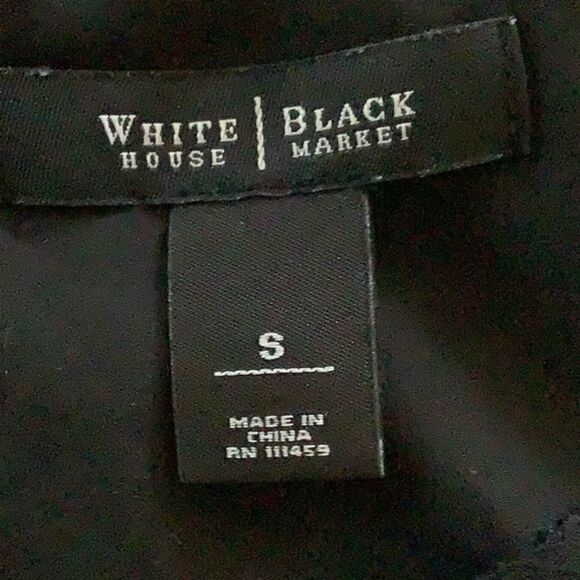 WHITE | BLACK
HOUSE | MARKET
S
MADE IN
CHINA
RN 111459